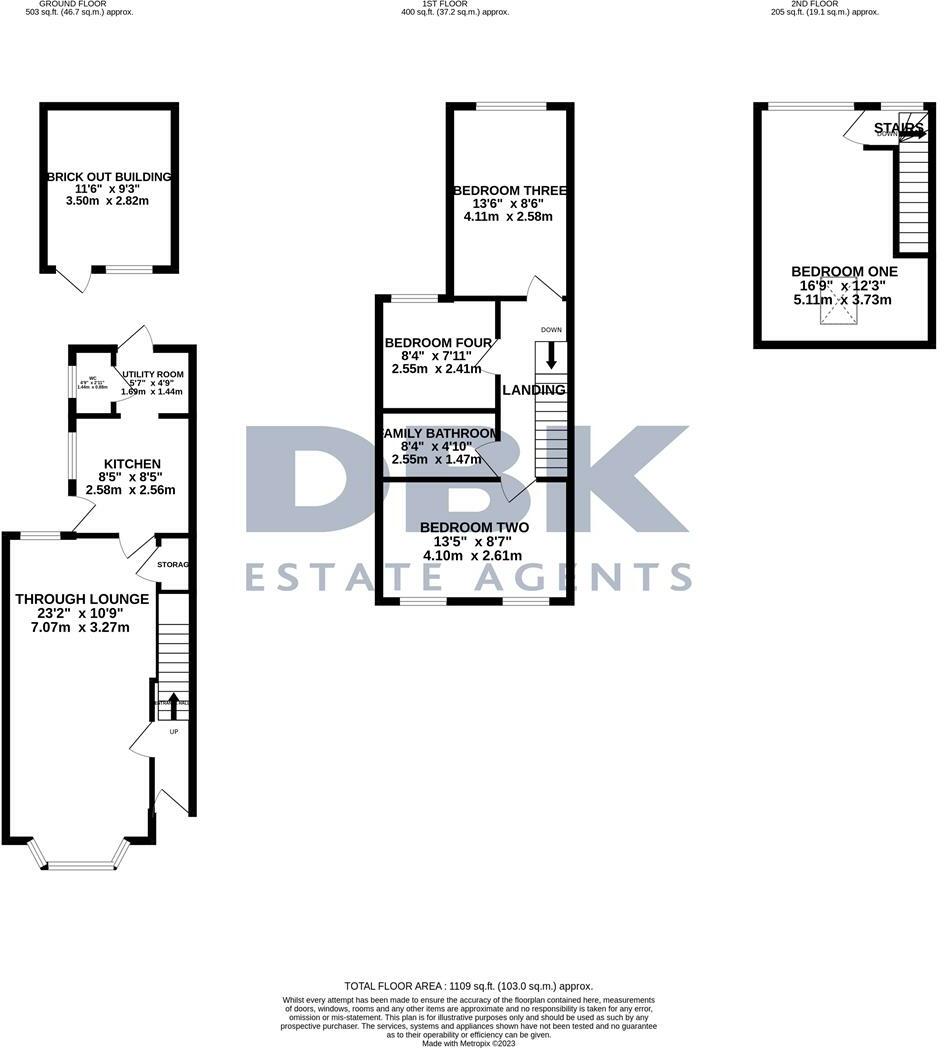 GROUND FLOOR
503 sq.ft. (46.7 sq.m.) approx.
1ST FLOOR
400 sq.ft. (37.2 sq.m.) approx.
2ND FLOOR
205 sq.ft. (19.1 sq.m.) approx.
BRICK OUT BUILDING
11'6" x 9'3"
3.50m x 2.82m
WC
4'9" x 2'11"
1.44m x 0.88m
UTILITY ROOM
5'7" x 4'9"
1.69m x 1.44m
KITCHEN
8'5" x 8'5"
2.58m x 2.56m
STORAG
THROUGH LOUNGE
23'2" x 10'9"
7.07m x 3.27m
ENTRANCE HALL
UP
BEDROOM THREE
13'6" x 8'6"
4.11m x 2.58m
DOWN
BEDROOM FOUR
8'4" x 7'11"
2.55m x 2.41m
LANDING
FAMILY BATHROOM
8'4" x 4'10"
2.55m x 1.47m
BEDROOM TWO
13'5" x 8'7"
4.10m x 2.61m
STAIRS
DOWN
BEDROOM ONE
16'9" x 12'3"
5.11m x 3.73m
DBK
ESTATE AGENTS
TOTAL FLOOR AREA : 1109 sq.ft. (103.0 sq.m.) approx.
Whilst every attempt has been made to ensure the accuracy of the floorplan contained here, measurements
of doors, windows, rooms and any other items are approximate and no responsibility is taken for any error,
omission or mis-statement. This plan is for illustrative purposes only and should be used as such by any
prospective purchaser. The services, systems and appliances shown have not been tested and no guarantee
as to their operability or efficiency can be given.
Made with Metropix ©2023